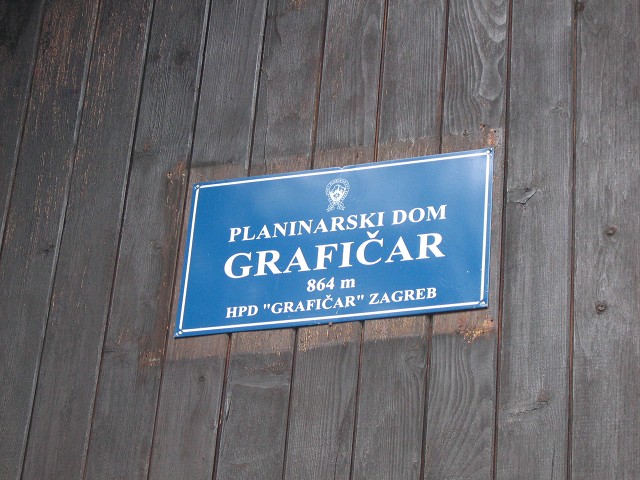 PLANINARSKI DOM
GRAFIČAR
864 m
HPD "GRAFIČAR" ZAGREB